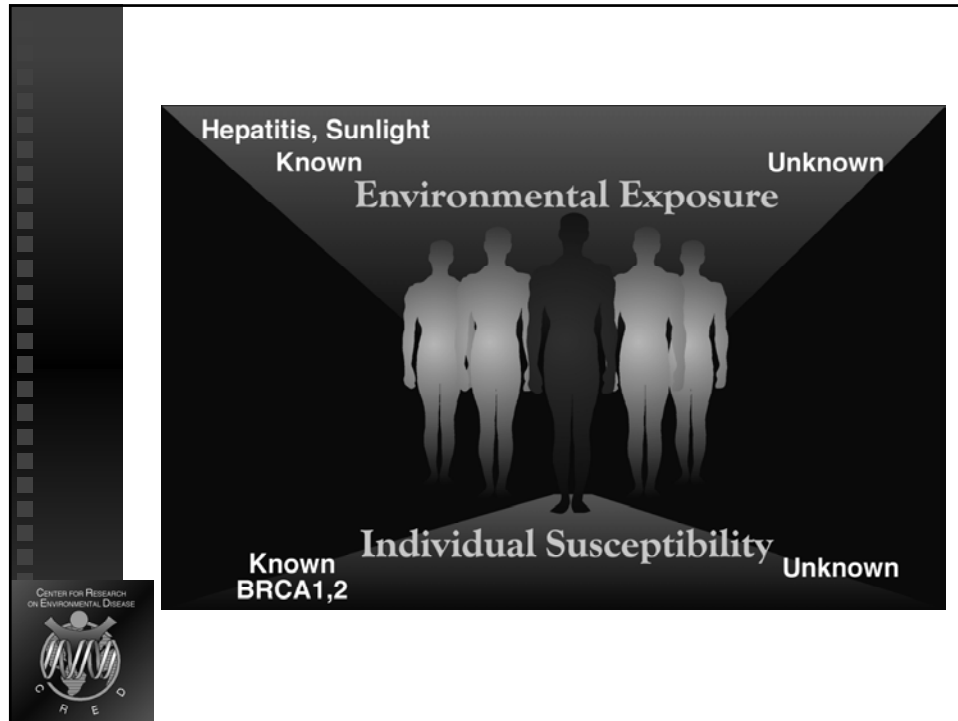 Hepatitis, Sunlight
Known
Unknown
Environmental Exposure
Individual Susceptibility
Known
BRCA1,2
Unknown
CENTER FOR RESEARCH
ON ENVIRONMENTAL DISEASE
C R E D